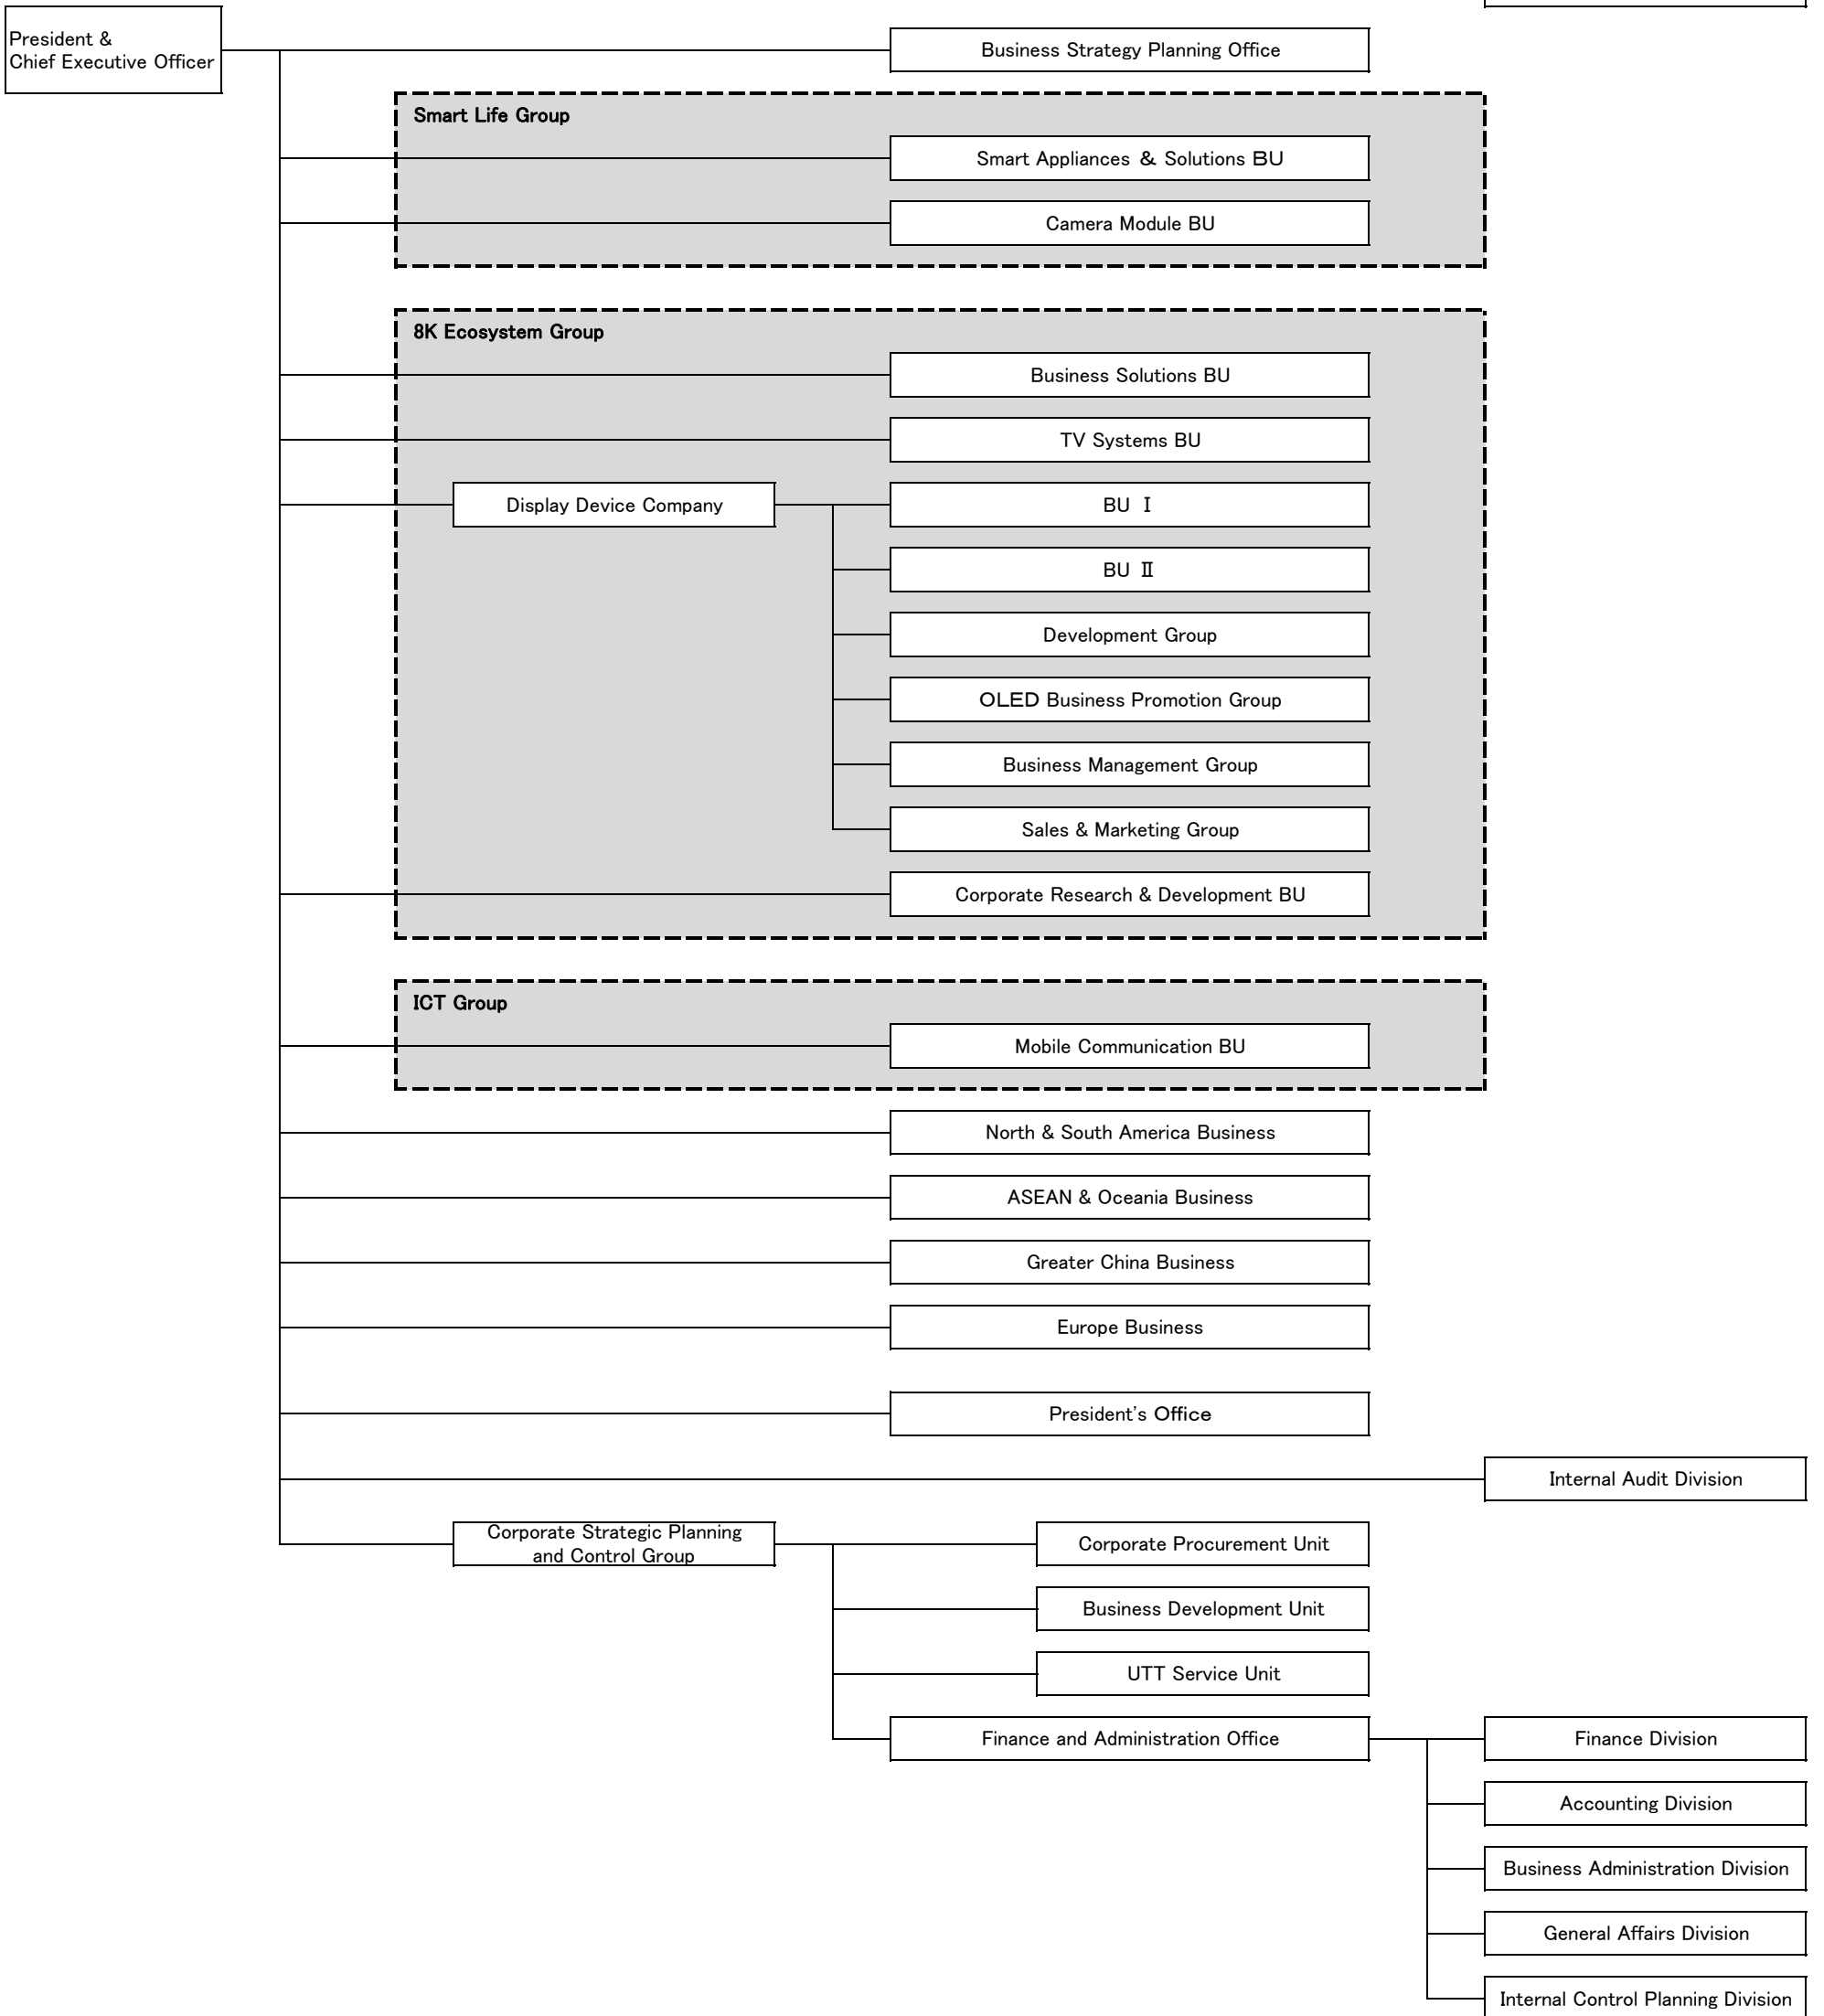 President &
Chief Executive Officer
Business Strategy Planning Office
Smart Life Group
Smart Appliances & Solutions BU
Camera Module BU
8K Ecosystem Group
Business Solutions BU
TV Systems BU
Display Device Company
BU Ⅰ
BU Ⅱ
Development Group
OLED Business Promotion Group
Business Management Group
Sales & Marketing Group
Corporate Research & Development BU
ICT Group
Mobile Communication BU
North & South America Business
ASEAN & Oceania Business
Greater China Business
Europe Business
President's Office
Internal Audit Division
Corporate Strategic Planning
and Control Group
Corporate Procurement Unit
Business Development Unit
UTT Service Unit
Finance and Administration Office
Finance Division
Accounting Division
Business Administration Division
General Affairs Division
Internal Control Planning Division